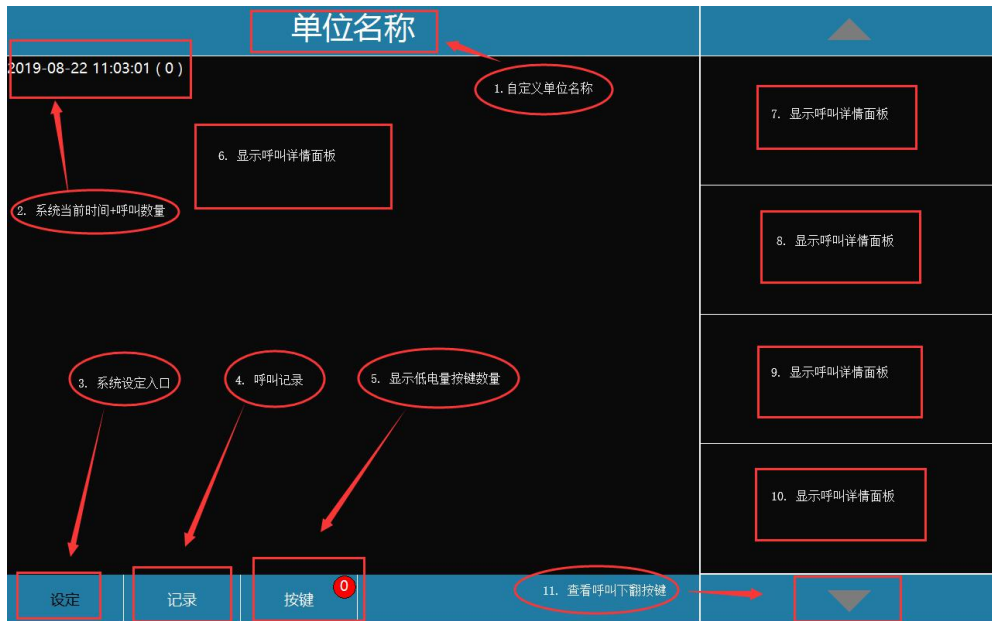 单位名称
2019-08-22 11:03:01 ( 0 )
1.自定义单位名称
7. 显示呼叫详情面板
6. 显示呼叫详情面板
2. 系统当前时间+呼叫数量
8. 显示呼叫详情面板
3. 系统设定入口
4. 呼叫记录
5. 显示低电量按键数量
9. 显示呼叫详情面板
10. 显示呼叫详情面板
11. 查看呼叫下翻按键
设定
记录
按键
0